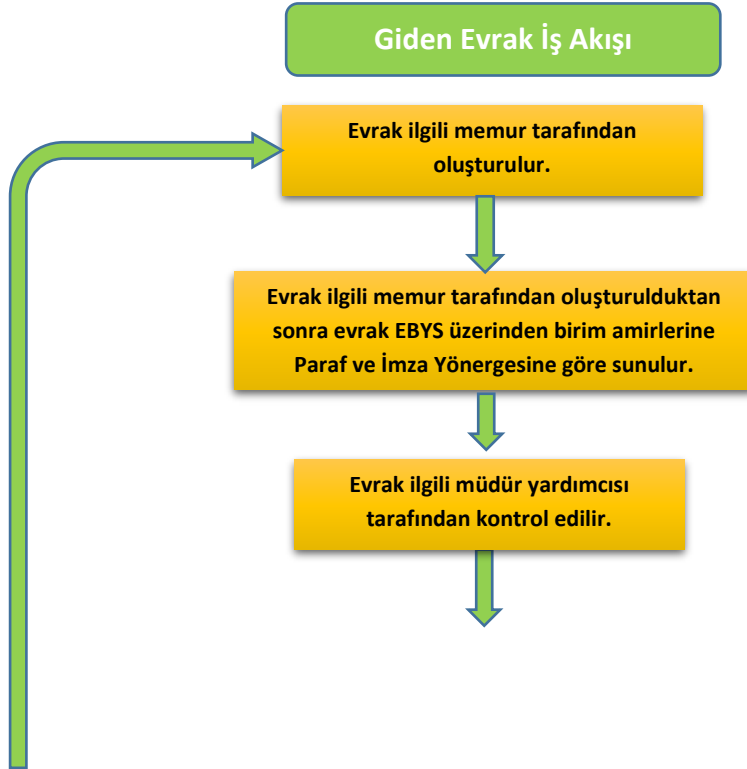 Giden Evrak İş Akışı
Evrak ilgili memur tarafından
oluşturulur.
Evrak ilgili memur tarafından oluşturulduktan
sonra evrak EBYS üzerinden birim amirlerine
Paraf ve İmza Yönergesine göre sunulur.
Evrak ilgili müdür yardımcısı
tarafından kontrol edilir.